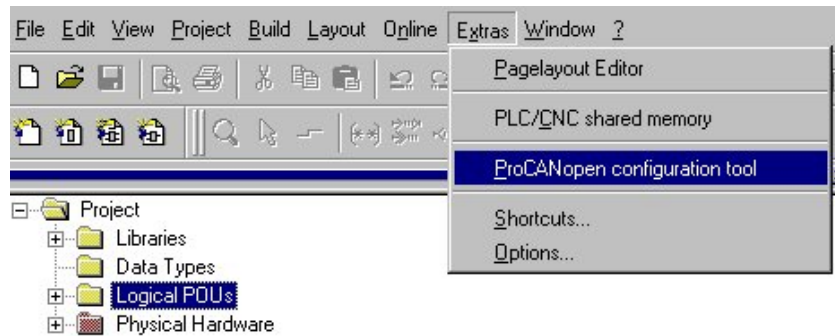 File Edit View Project Build Layout Online Extras Window ?
Pagelayout Editor
PLC/CNC shared memory
ProCANopen configuration tool
Shortcuts...
Options...
Project
Libraries
Data Types
Logical POUs
Physical Hardware